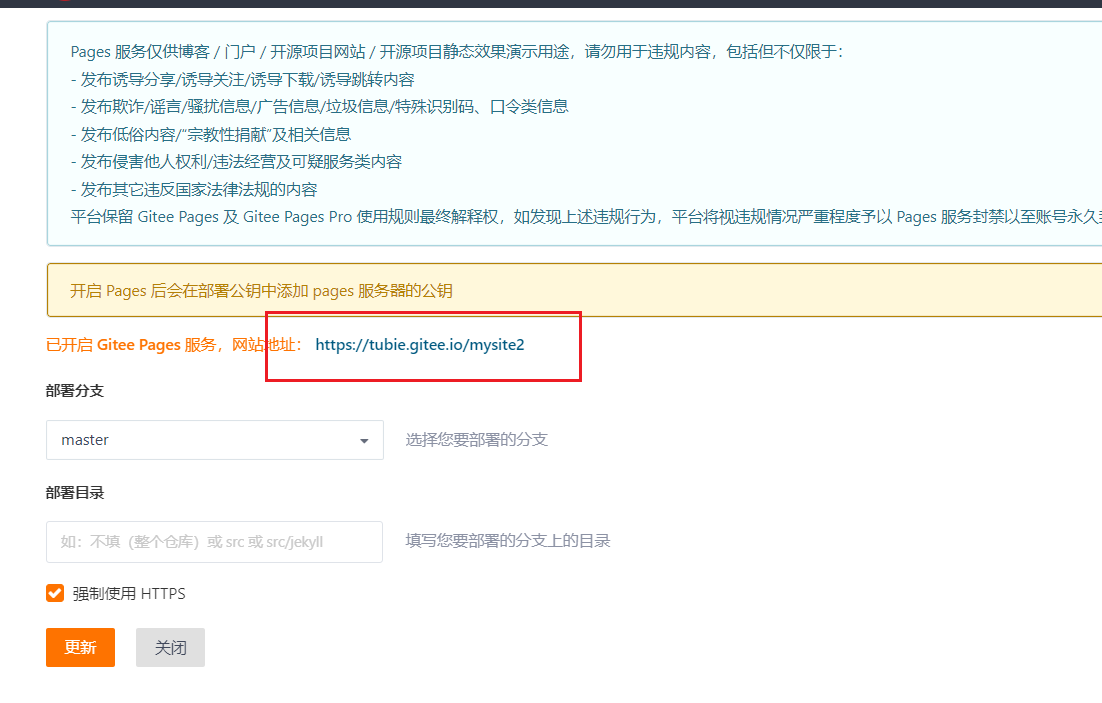 Pages 服务仅供博客 / 门户 / 开源项目网站 / 开源项目静态效果演示用途，请勿用于违规内容，包括但不仅限于：
- 发布诱导分享/诱导关注/诱导下载/诱导跳转内容
- 发布欺诈/谣言/骚扰信息/广告信息/垃圾信息/特殊识别码、口令类信息
- 发布低俗内容/“宗教性捐献”及相关信息
- 发布侵害他人权利/违法经营及可疑服务类内容
- 发布其它违反国家法律法规的内容
平台保留 Gitee Pages 及 Gitee Pages Pro 使用规则最终解释权，如发现上述违规行为，平台将视违规情况严重程度予以 Pages 服务封禁以至账号永久
开启 Pages 后会在部署公钥中添加 pages 服务器的公钥
已开启 Gitee Pages 服务，网站地址： https://tubie.gitee.io/mysite2
部署分支
master 选择您要部署的分支
部署目录
如：不填（整个仓库）或 src 或 src/jekyll 填写您要部署的分支上的目录
强制使用 HTTPS
更新 关闭